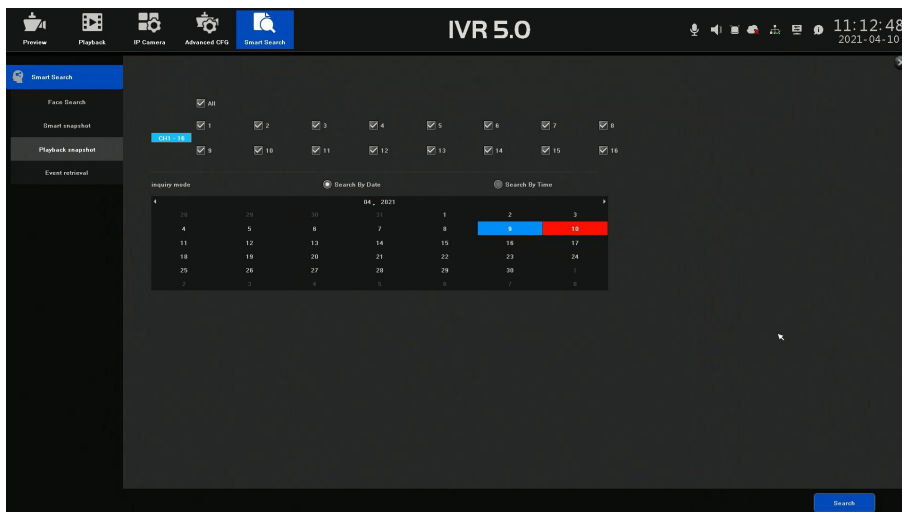 IVR 5.0
11:12:48
2021-04-10
Preview Playback IP Camera Advanced CFG Smart Search
Smart Search
Face Search
Smart snapshot
Playback snapshot
Event retrieval
All
CH1 - 16
1 2 3 4 5 6 7 8
9 10 11 12 13 14 15 16
inquiry mode Search By Date Search By Time
04 , 2021
28 29 30 31 1 2 3
4 5 6 7 8 9 10
11 12 13 14 15 16 17
18 19 20 21 22 23 24
25 26 27 28 29 30 1
2 3 4 5 6 7 8
Search